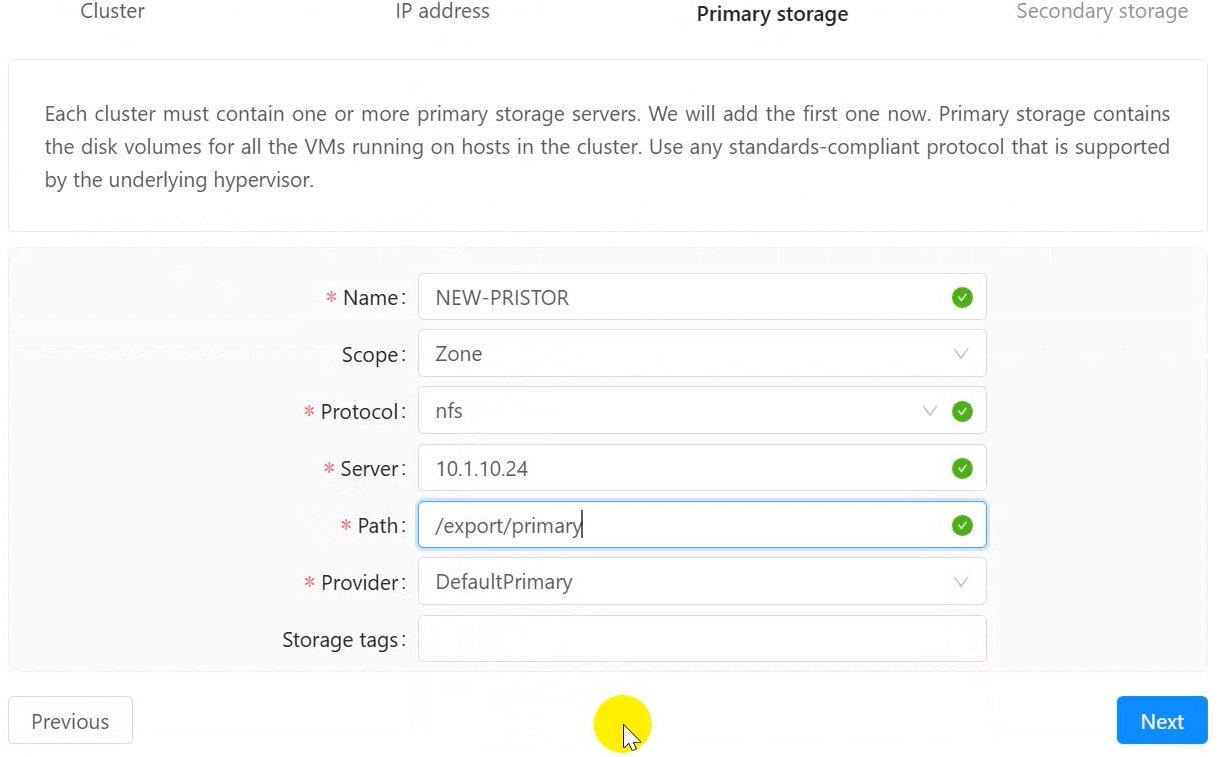 Cluster IP address Primary storage Secondary storage
Each cluster must contain one or more primary storage servers. We will add the first one now. Primary storage contains
the disk volumes for all the VMs running on hosts in the cluster. Use any standards-compliant protocol that is supported
by the underlying hypervisor.
* Name: NEW-PRISTOR
Scope: Zone
* Protocol: nfs
* Server: 10.1.10.24
* Path: /export/primary
* Provider: DefaultPrimary
Storage tags:
Previous Next